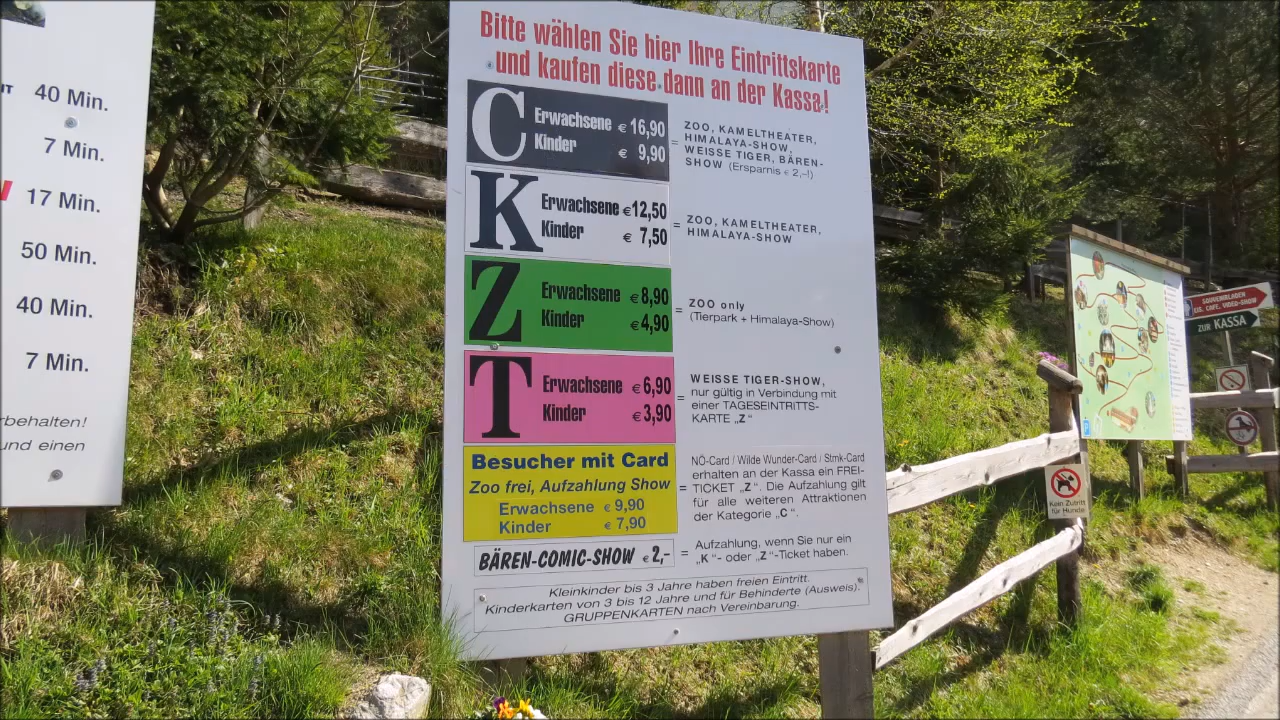 40 Min.
7 Min.
17 Min.
50 Min.
40 Min.
7 Min.
und einen
Bitte wählen Sie hier Ihre Eintrittskarte
und kaufen diese dann an der Kassa!
C Erwachsene € 16,90
Kinder € 9,90
= ZOO, KAMELTHEATER,
HIMALAYA-SHOW,
WEISSE TIGER, BÄREN-
SHOW (Ersparnis € 2,-!)
K Erwachsene € 12,50
Kinder € 7,50
= ZOO, KAMELTHEATER,
HIMALAYA-SHOW
Z Erwachsene € 8,90
Kinder € 4,90
= ZOO only
(Tierpark + Himalaya-Show)
T Erwachsene € 6,90
Kinder € 3,90
= WEISSE TIGER-SHOW,
nur gültig in Verbindung mit
einer TAGESEINTRITTS-
KARTE „Z“
Besucher mit Card
Zoo frei, Aufzahlung Show
Erwachsene € 9,90
Kinder € 7,90
= NÖ-Card / Wilde Wunder-Card / Stmk-Card
erhalten an der Kassa ein FREI-
TICKET „Z“. Die Aufzahlung gilt
für alle weiteren Attraktionen
der Kategorie „C“.
BÄREN-COMIC-SHOW € 2,-
= Aufzahlung, wenn Sie nur ein
„K“- oder „Z“-Ticket haben.
Kleinkinder bis 3 Jahre haben freien Eintritt.
Kinderkarten von 3 bis 12 Jahre und für Behinderte (Ausweis).
GRUPPENKARTEN nach Vereinbarung.
SOUVENIRLADEN
EIS, CAFE, VIDEO-SHOW
ZUR KASSA
Kein Zutritt
für Hunde